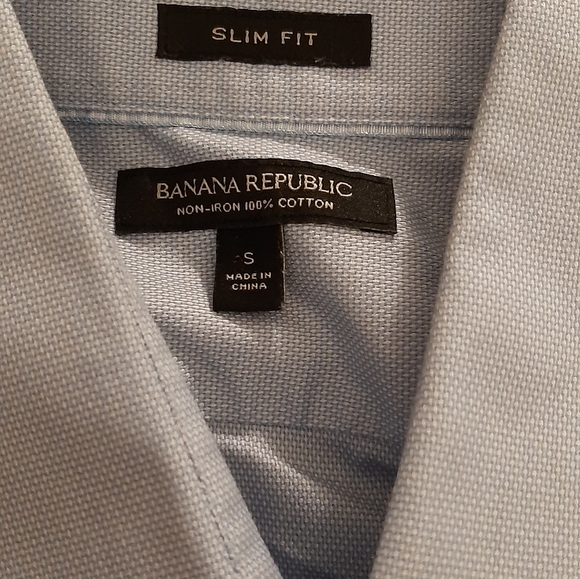 SLIM FIT
BANANA REPUBLIC
NON-IRON 100% COTTON
S
MADE IN
CHINA